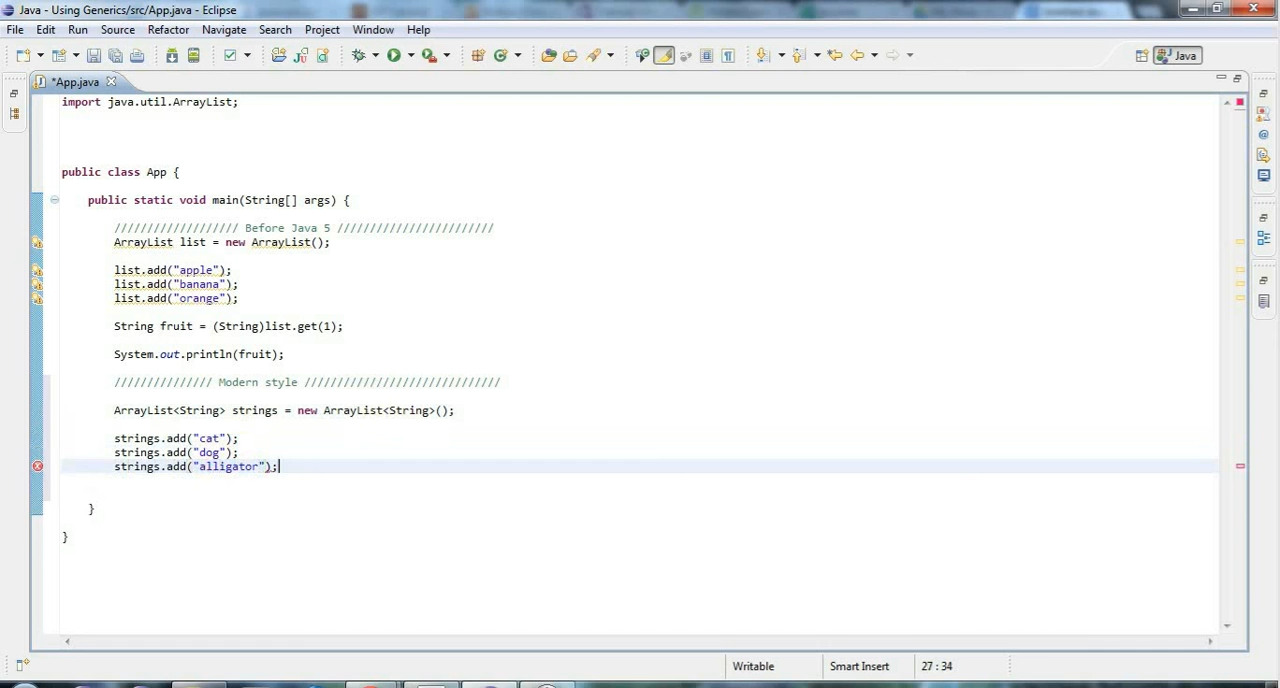 Java - Using Generics/src/App.java - Eclipse
File Edit Run Source Refactor Navigate Search Project Window Help
Java
*App.java
import java.util.ArrayList;
public class App {
public static void main(String[] args) {
/////////////////// Before Java 5 ////////////////////////
ArrayList list = new ArrayList();
list.add("apple");
list.add("banana");
list.add("orange");
String fruit = (String)list.get(1);
System.out.println(fruit);
/////////////// Modern style //////////////////////////////
ArrayList<String> strings = new ArrayList<String>();
strings.add("cat");
strings.add("dog");
strings.add("alligator");
}
}
Writable Smart Insert 27 : 34